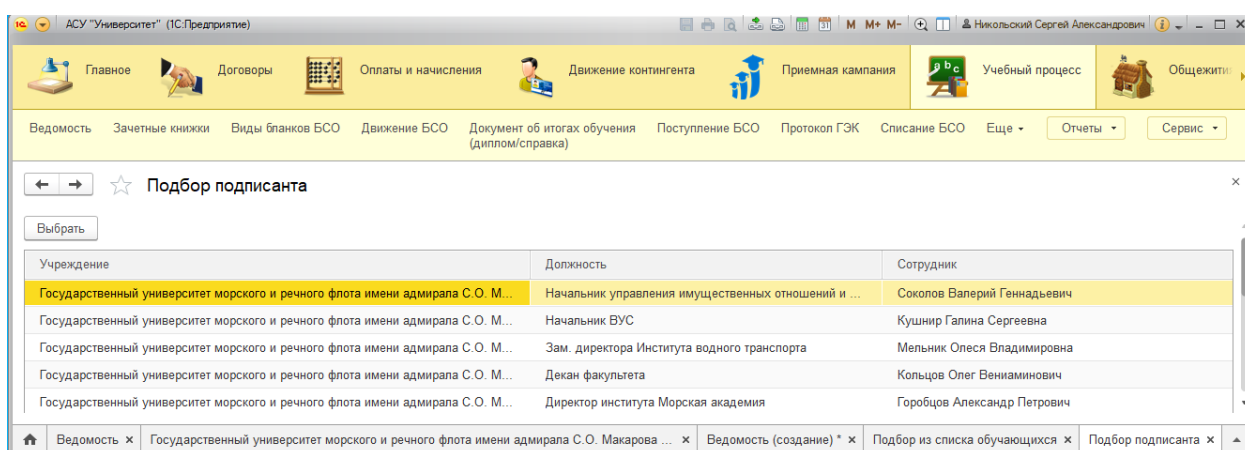 АСУ "Университет" (1С:Предприятие) M M+ M- Никольский Сергей Александрович
Главное Договоры Оплаты и начисления Движение контингента Приемная кампания Учебный процесс Общежити
Ведомость Зачетные книжки Виды бланков БСО Движение БСО Документ об итогах обучения Поступление БСО Протокол ГЭК Списание БСО Еще Отчеты Сервис
(диплом/справка)
Подбор подписанта
Выбрать
Учреждение Должность Сотрудник
Государственный университет морского и речного флота имени адмирала С.О. М... Начальник управления имущественных отношений и ... Соколов Валерий Геннадьевич
Государственный университет морского и речного флота имени адмирала С.О. М... Начальник ВУС Кушнир Галина Сергеевна
Государственный университет морского и речного флота имени адмирала С.О. М... Зам. директора Института водного транспорта Мельник Олеся Владимировна
Государственный университет морского и речного флота имени адмирала С.О. М... Декан факультета Кольцов Олег Вениаминович
Государственный университет морского и речного флота имени адмирала С.О. М... Директор института Морская академия Горобцов Александр Петрович
Ведомость × Государственный университет морского и речного флота имени адмирала С.О. Макарова ... × Ведомость (создание) * × Подбор из списка обучающихся × Подбор подписанта ×